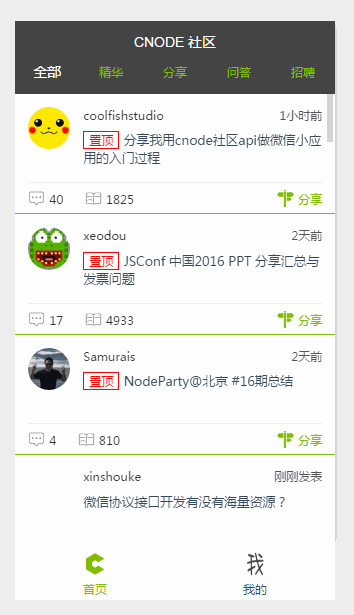 CNODE 社区
全部 精华 分享 问答 招聘
coolfishstudio 1小时前
置顶 分享我用cnode社区api做微信小应
用的入门过程
40 1825 分享
xeodou 2天前
置顶 JSConf 中国2016 PPT 分享汇总与
发票问题
17 4933 分享
Samurais 2天前
置顶 NodeParty@北京 #16期总结
4 810 分享
xinshouke 刚刚发表
微信协议接口开发有没有海量资源？
我
首页 我的